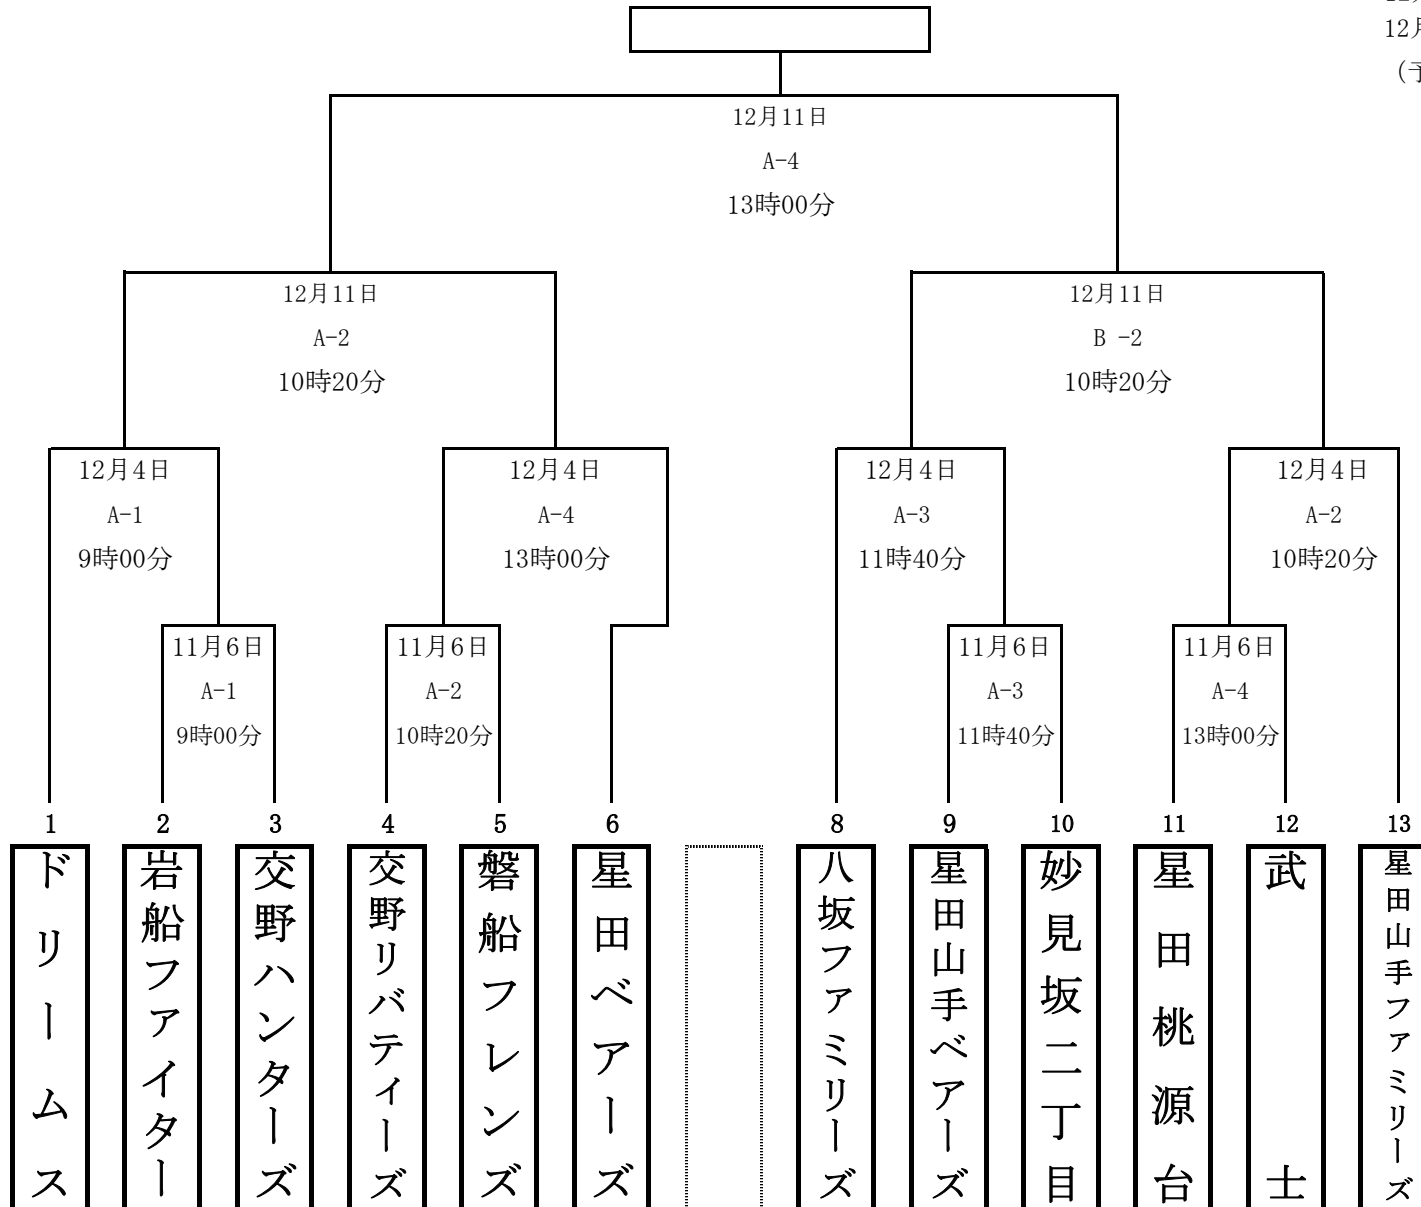 12月
(予
12月11日
A-4
13時00分
12月11日
A-2
10時20分
12月11日
B -2
10時20分
12月4日
A-1
9時00分
12月4日
A-4
13時00分
12月4日
A-3
11時40分
12月4日
A-2
10時20分
11月6日
A-1
9時00分
11月6日
A-2
10時20分
11月6日
A-3
11時40分
11月6日
A-4
13時00分
1 2 3 4 5 6 8 9 10 11 12 13
ドリームス
岩船ファイター
交野ハンターズ
交野リバティーズ
磐船フレンズ
星田ベアーズ
八坂ファミリーズ
星田山手ベアーズ
妙見坂二丁目
星田桃源台
武士
星田山手ファミリーズ